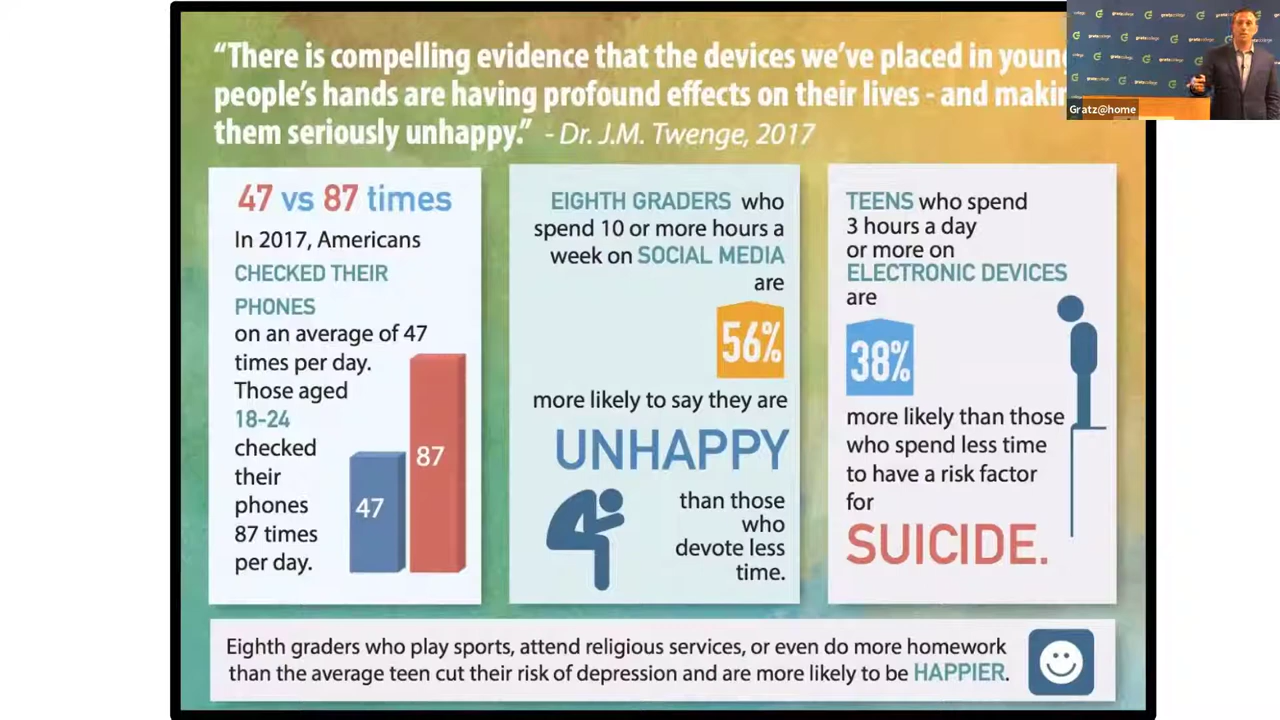 “There is compelling evidence that the devices we’ve placed in young
people’s hands are having profound effects on their lives - and making
them seriously unhappy.” - Dr. J.M. Twenge, 2017
47 vs 87 times
In 2017, Americans
CHECKED THEIR
PHONES
on an average of 47
times per day.
Those aged
18-24
checked
their
phones
87 times
per day.
47
87
EIGHTH GRADERS who
spend 10 or more hours a
week on SOCIAL MEDIA
are
56%
more likely to say they are
UNHAPPY
than those
who
devote less
time.
TEENS who spend
3 hours a day
or more on
ELECTRONIC DEVICES
are
38%
more likely than those
who spend less time
to have a risk factor
for
SUICIDE.
Eighth graders who play sports, attend religious services, or even do more homework
than the average teen cut their risk of depression and are more likely to be HAPPIER.
Gratz@home
gratzcollege